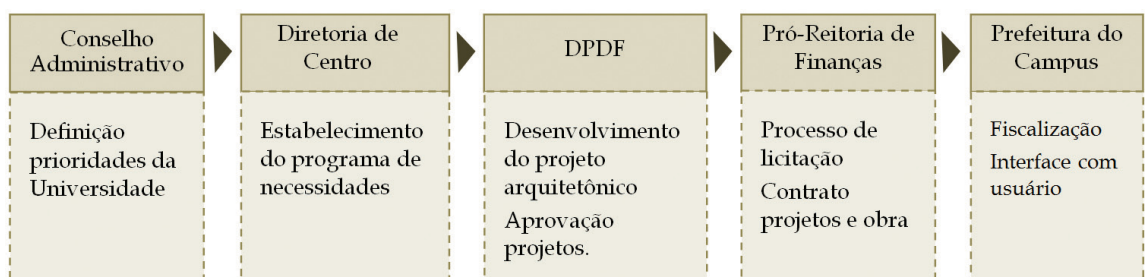 Conselho
Administrativo
Definição
prioridades da
Universidade
Diretoria de
Centro
Estabelecimento
do programa de
necessidades
DPDF
Desenvolvimento
do projeto
arquitetônico
Aprovação
projetos.
Pró-Reitoria de
Finanças
Processo de
licitação
Contrato
projetos e obra
Prefeitura do
Campus
Fiscalização
Interface com
usuário